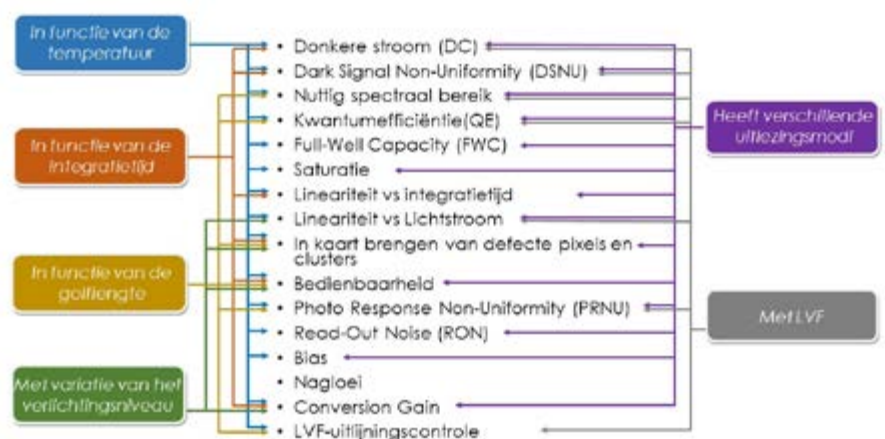 In functie van de
temperatuur
In functie van de
integratietijd
In functie van de
golflengte
Met variatie van het
verlichtingsniveau
• Donkere stroom (DC)
• Dark Signal Non-Uniformity (DSNU)
• Nuttig spectraal bereik
• Kwantumefficiëntie(QE)
• Full-Well Capacity (FWC)
• Saturatie
• Lineariteit vs integratietijd
• Lineariteit vs Lichtstroom
• In kaart brengen van defecte pixels en
clusters
• Bedienbaarheid
• Photo Response Non-Uniformity (PRNU)
• Read-Out Noise (RON)
• Bias
• Nagloei
• Conversion Gain
• LVF-uitlijningscontrole
Heeft verschillende
uitlezingsmodi
Met LVF